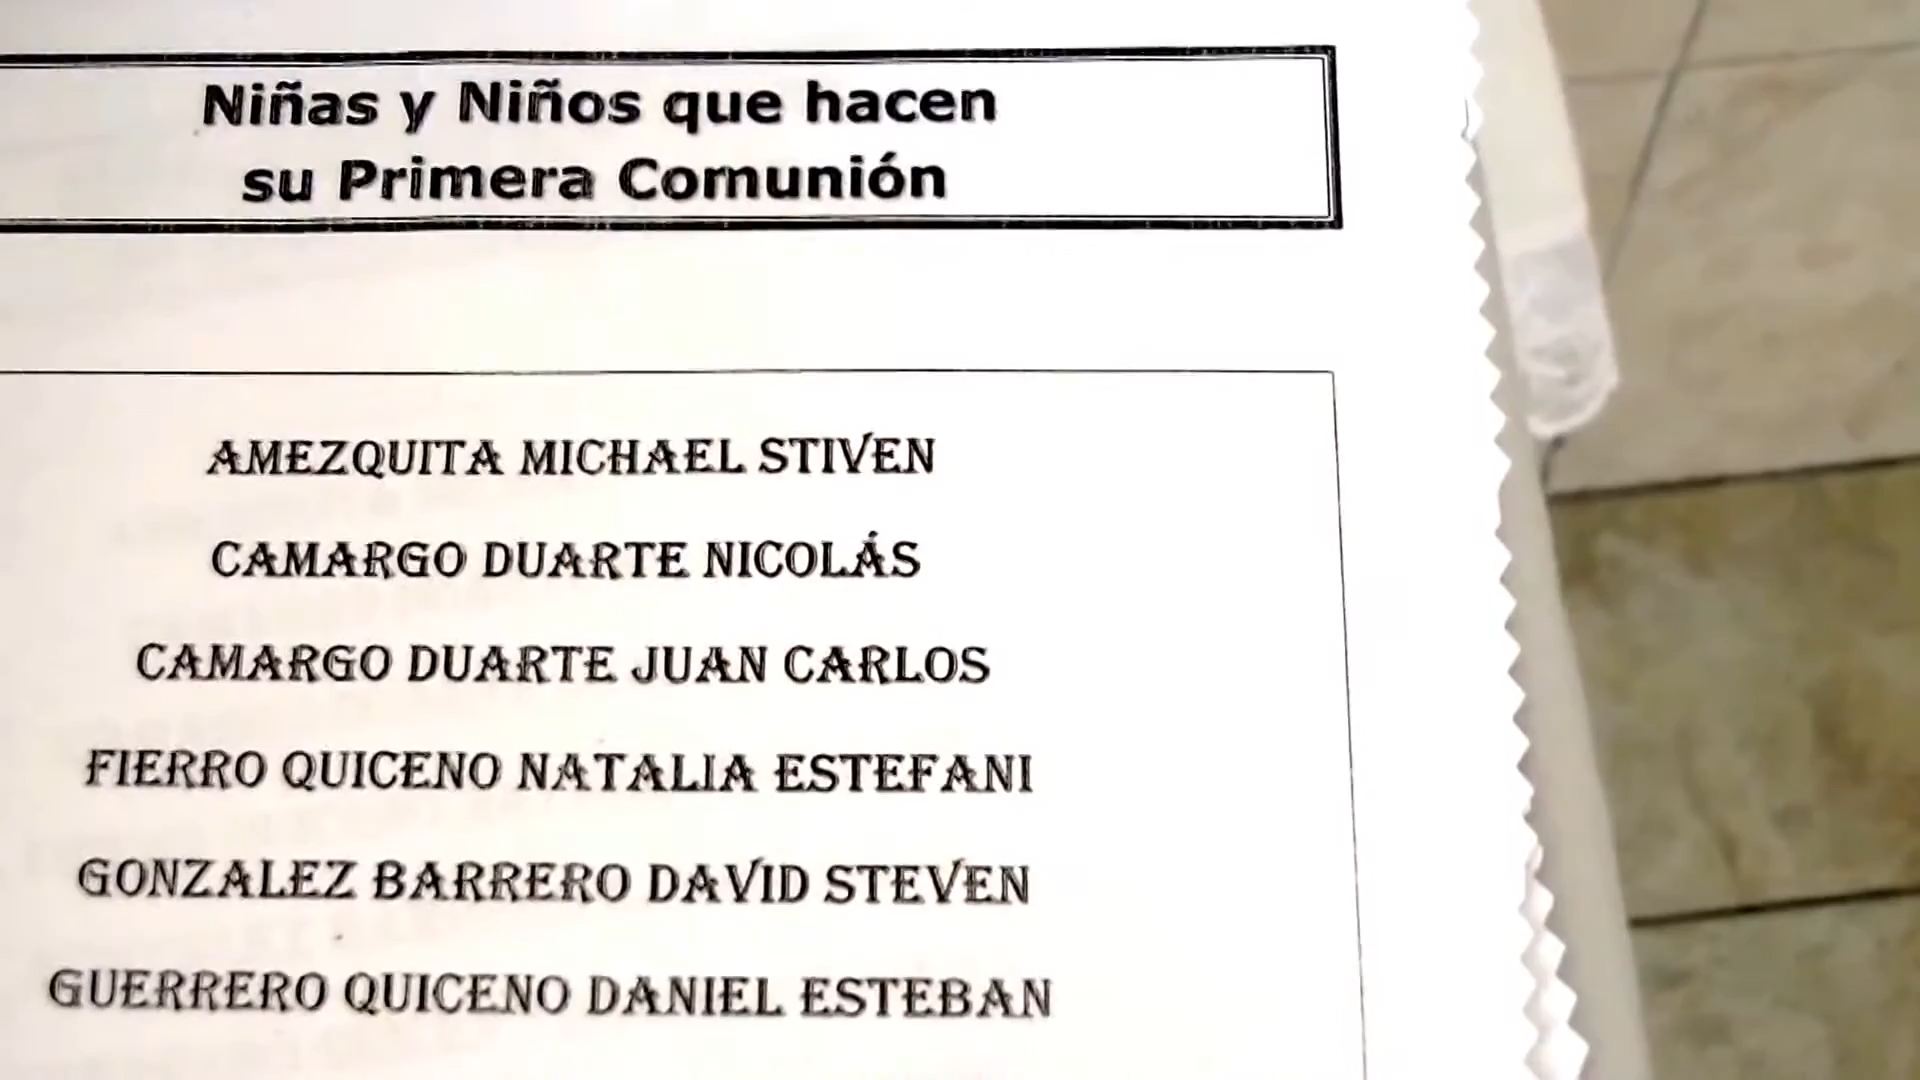 Niñas y Niños que hacen
su Primera Comunión
AMEZQUITA MICHAEL STIVEN
CAMARGO DUARTE NICOLÁS
CAMARGO DUARTE JUAN CARLOS
FIERRO QUICENO NATALIA ESTEFANI
GONZALEZ BARRERO DAVID STEVEN
GUERRERO QUICENO DANIEL ESTEBAN